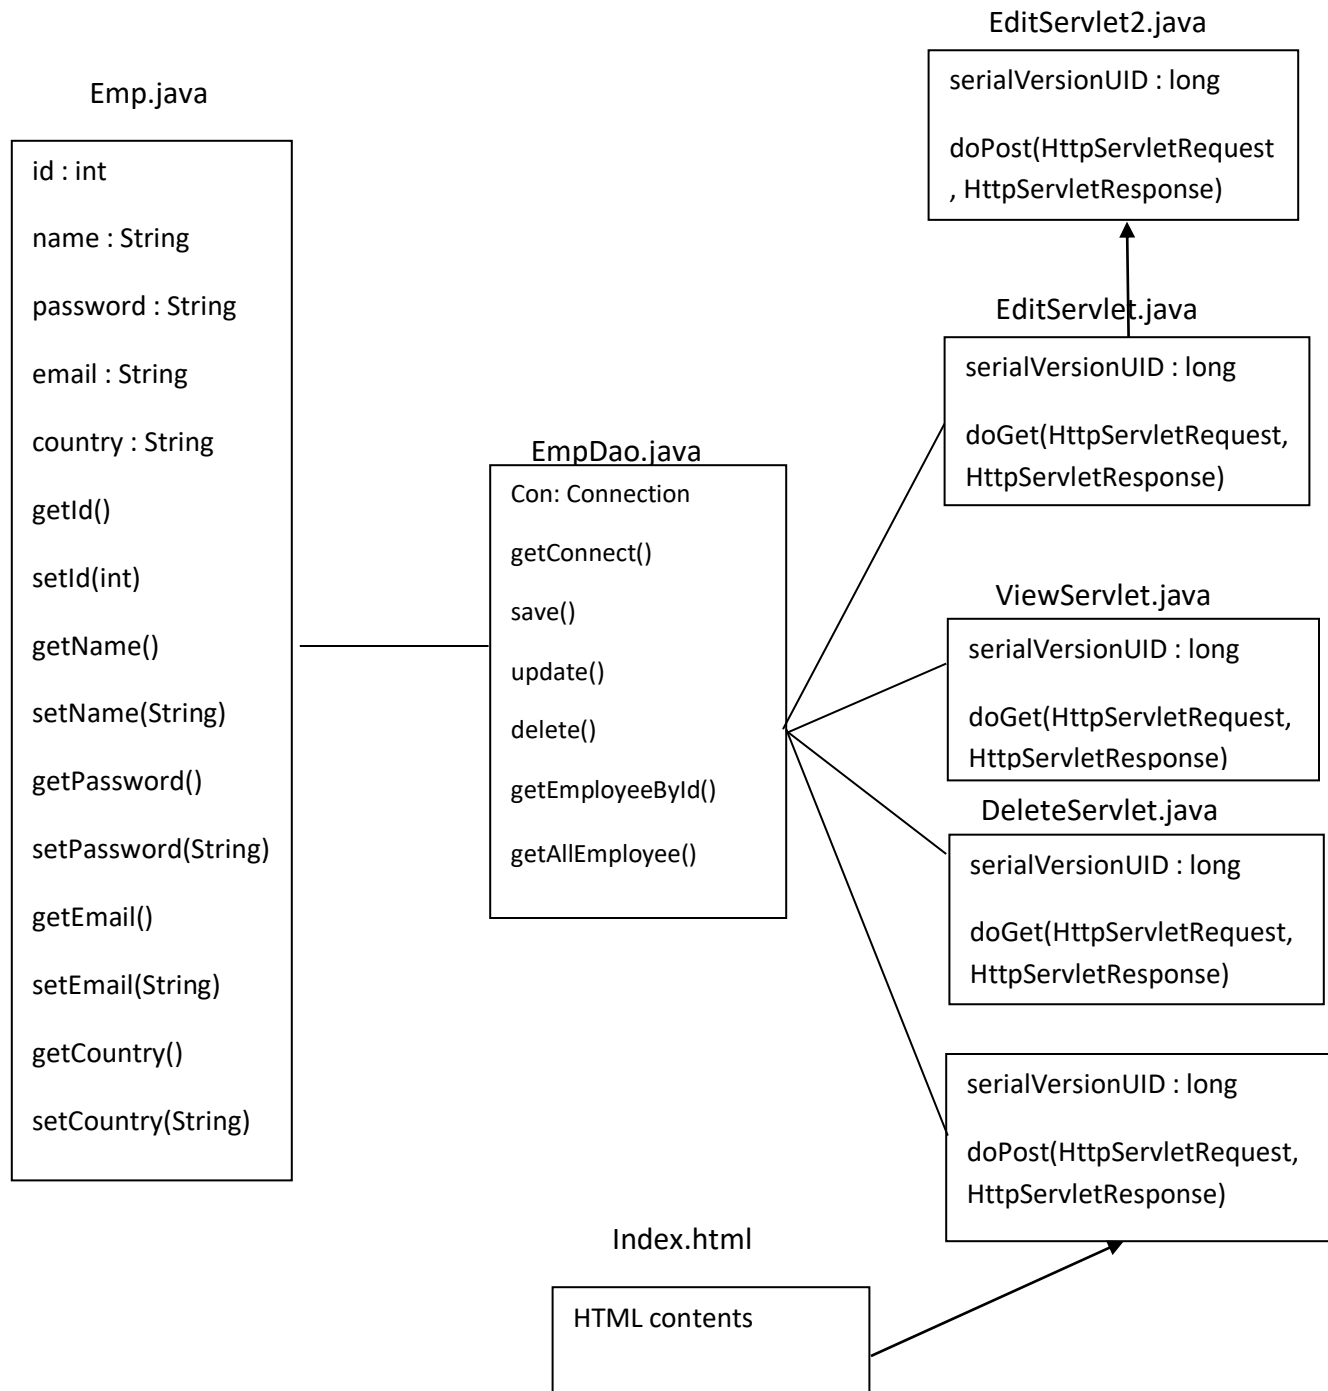 Emp.java
id : int
name : String
password : String
email : String
country : String
getId()
setId(int)
getName()
setName(String)
getPassword()
setPassword(String)
getEmail()
setEmail(String)
getCountry()
setCountry(String)
EmpDao.java
Con: Connection
getConnect()
save()
update()
delete()
getEmployeeById()
getAllEmployee()
EditServlet2.java
serialVersionUID : long
doPost(HttpServletRequest
, HttpServletResponse)
EditServlet.java
serialVersionUID : long
doGet(HttpServletRequest,
HttpServletResponse)
ViewServlet.java
serialVersionUID : long
doGet(HttpServletRequest,
HttpServletResponse)
DeleteServlet.java
serialVersionUID : long
doGet(HttpServletRequest,
HttpServletResponse)
serialVersionUID : long
doPost(HttpServletRequest,
HttpServletResponse)
Index.html
HTML contents